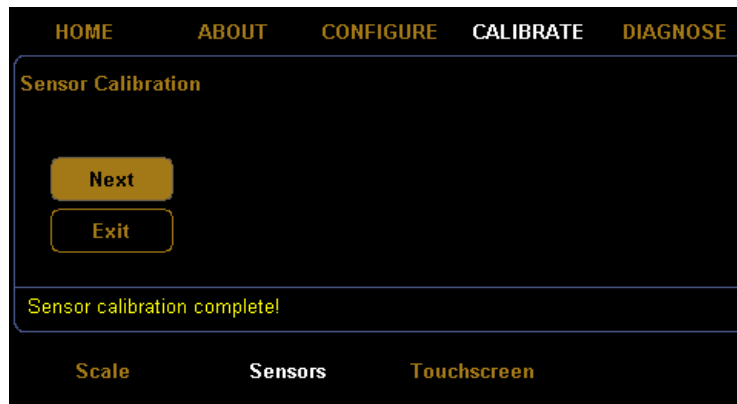 HOME ABOUT CONFIGURE CALIBRATE DIAGNOSE
Sensor Calibration
Next
Exit
Sensor calibration complete!
Scale Sensors Touchscreen